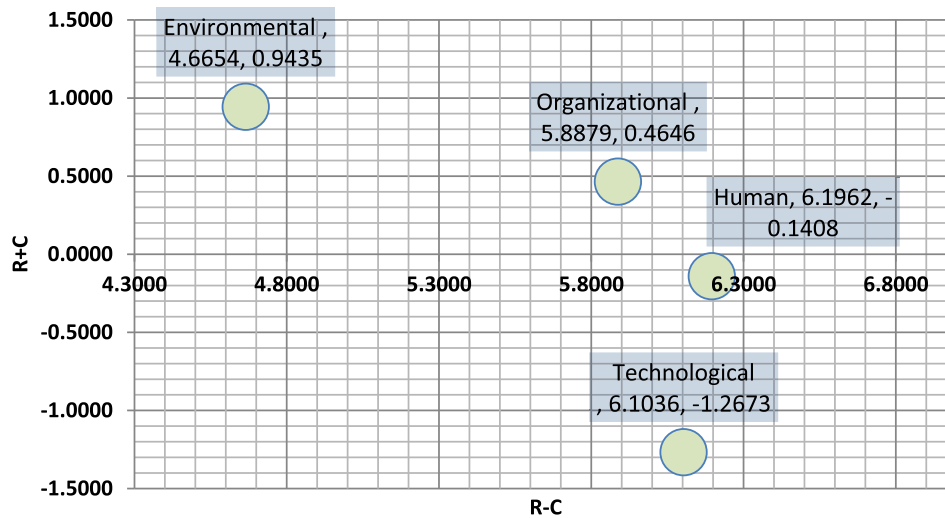 1.5000
Environmental ,
4.6654, 0.9435
1.0000
Organizational ,
5.8879, 0.4646
0.5000
Human, 6.1962, -
0.1408
0.0000
4.3000 4.8000 5.3000 5.8000 6.3000 6.8000
R+C
-0.5000
Technological
, 6.1036, -1.2673
-1.0000
-1.5000
R-C